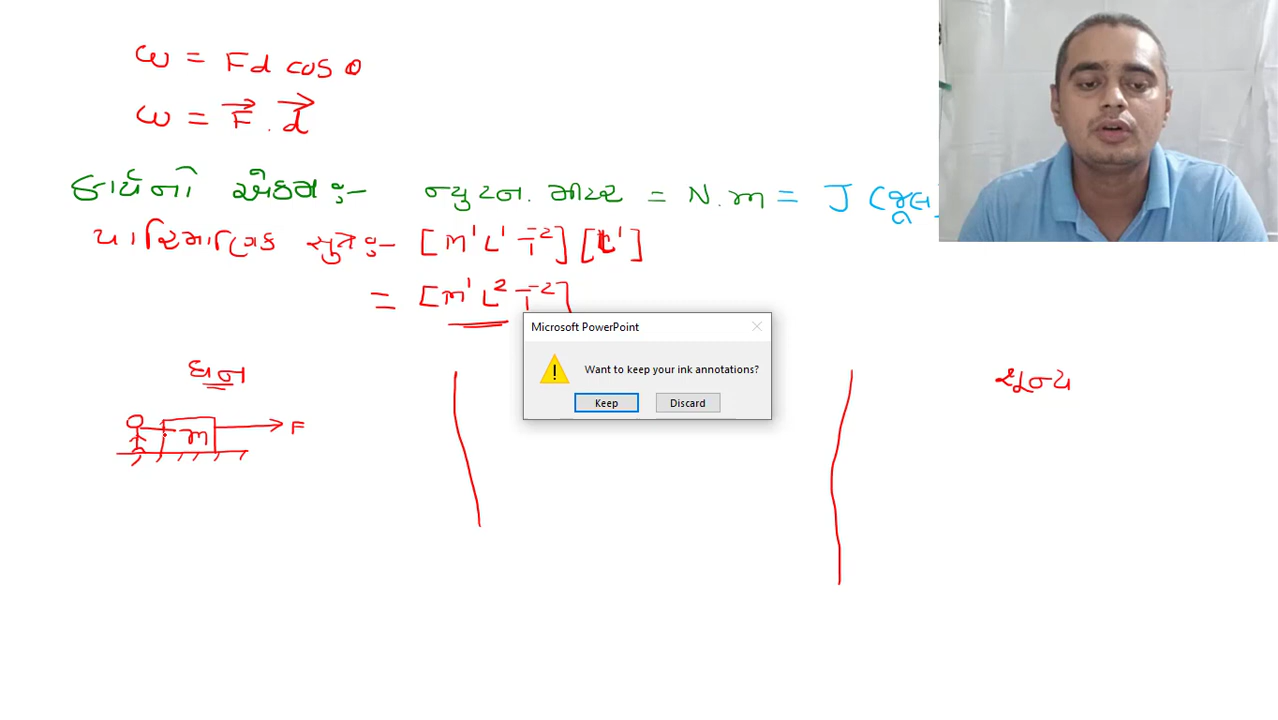 ω = Fd cos θ
ω = F⃗ . d⃗
કાર્યનો એકમ :- ન્યુટન. મીટર = N.m = J (જૂલ)
પારિમાણિક સુત્ર :- [M¹L¹T⁻²][L¹]
= [M¹L²T⁻²]
Microsoft PowerPoint
Want to keep your ink annotations?
Keep Discard
ધન
શૂન્ય
m F